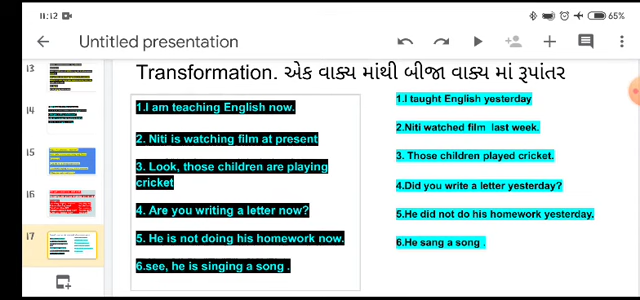 11:12
65%
Untitled presentation
13
14
15
16
17
Transformation. એક વાક્ય માંથી બીજા વાક્ય માં રૂપાંતર
1.I am teaching English now.
2. Niti is watching film at present
3. Look, those children are playing
cricket
4. Are you writing a letter now?
5. He is not doing his homework now.
6.see, he is singing a song .
1.I taught English yesterday
2.Niti watched film last week.
3. Those children played cricket.
4.Did you write a letter yesterday?
5.He did not do his homework yesterday.
6.He sang a song .